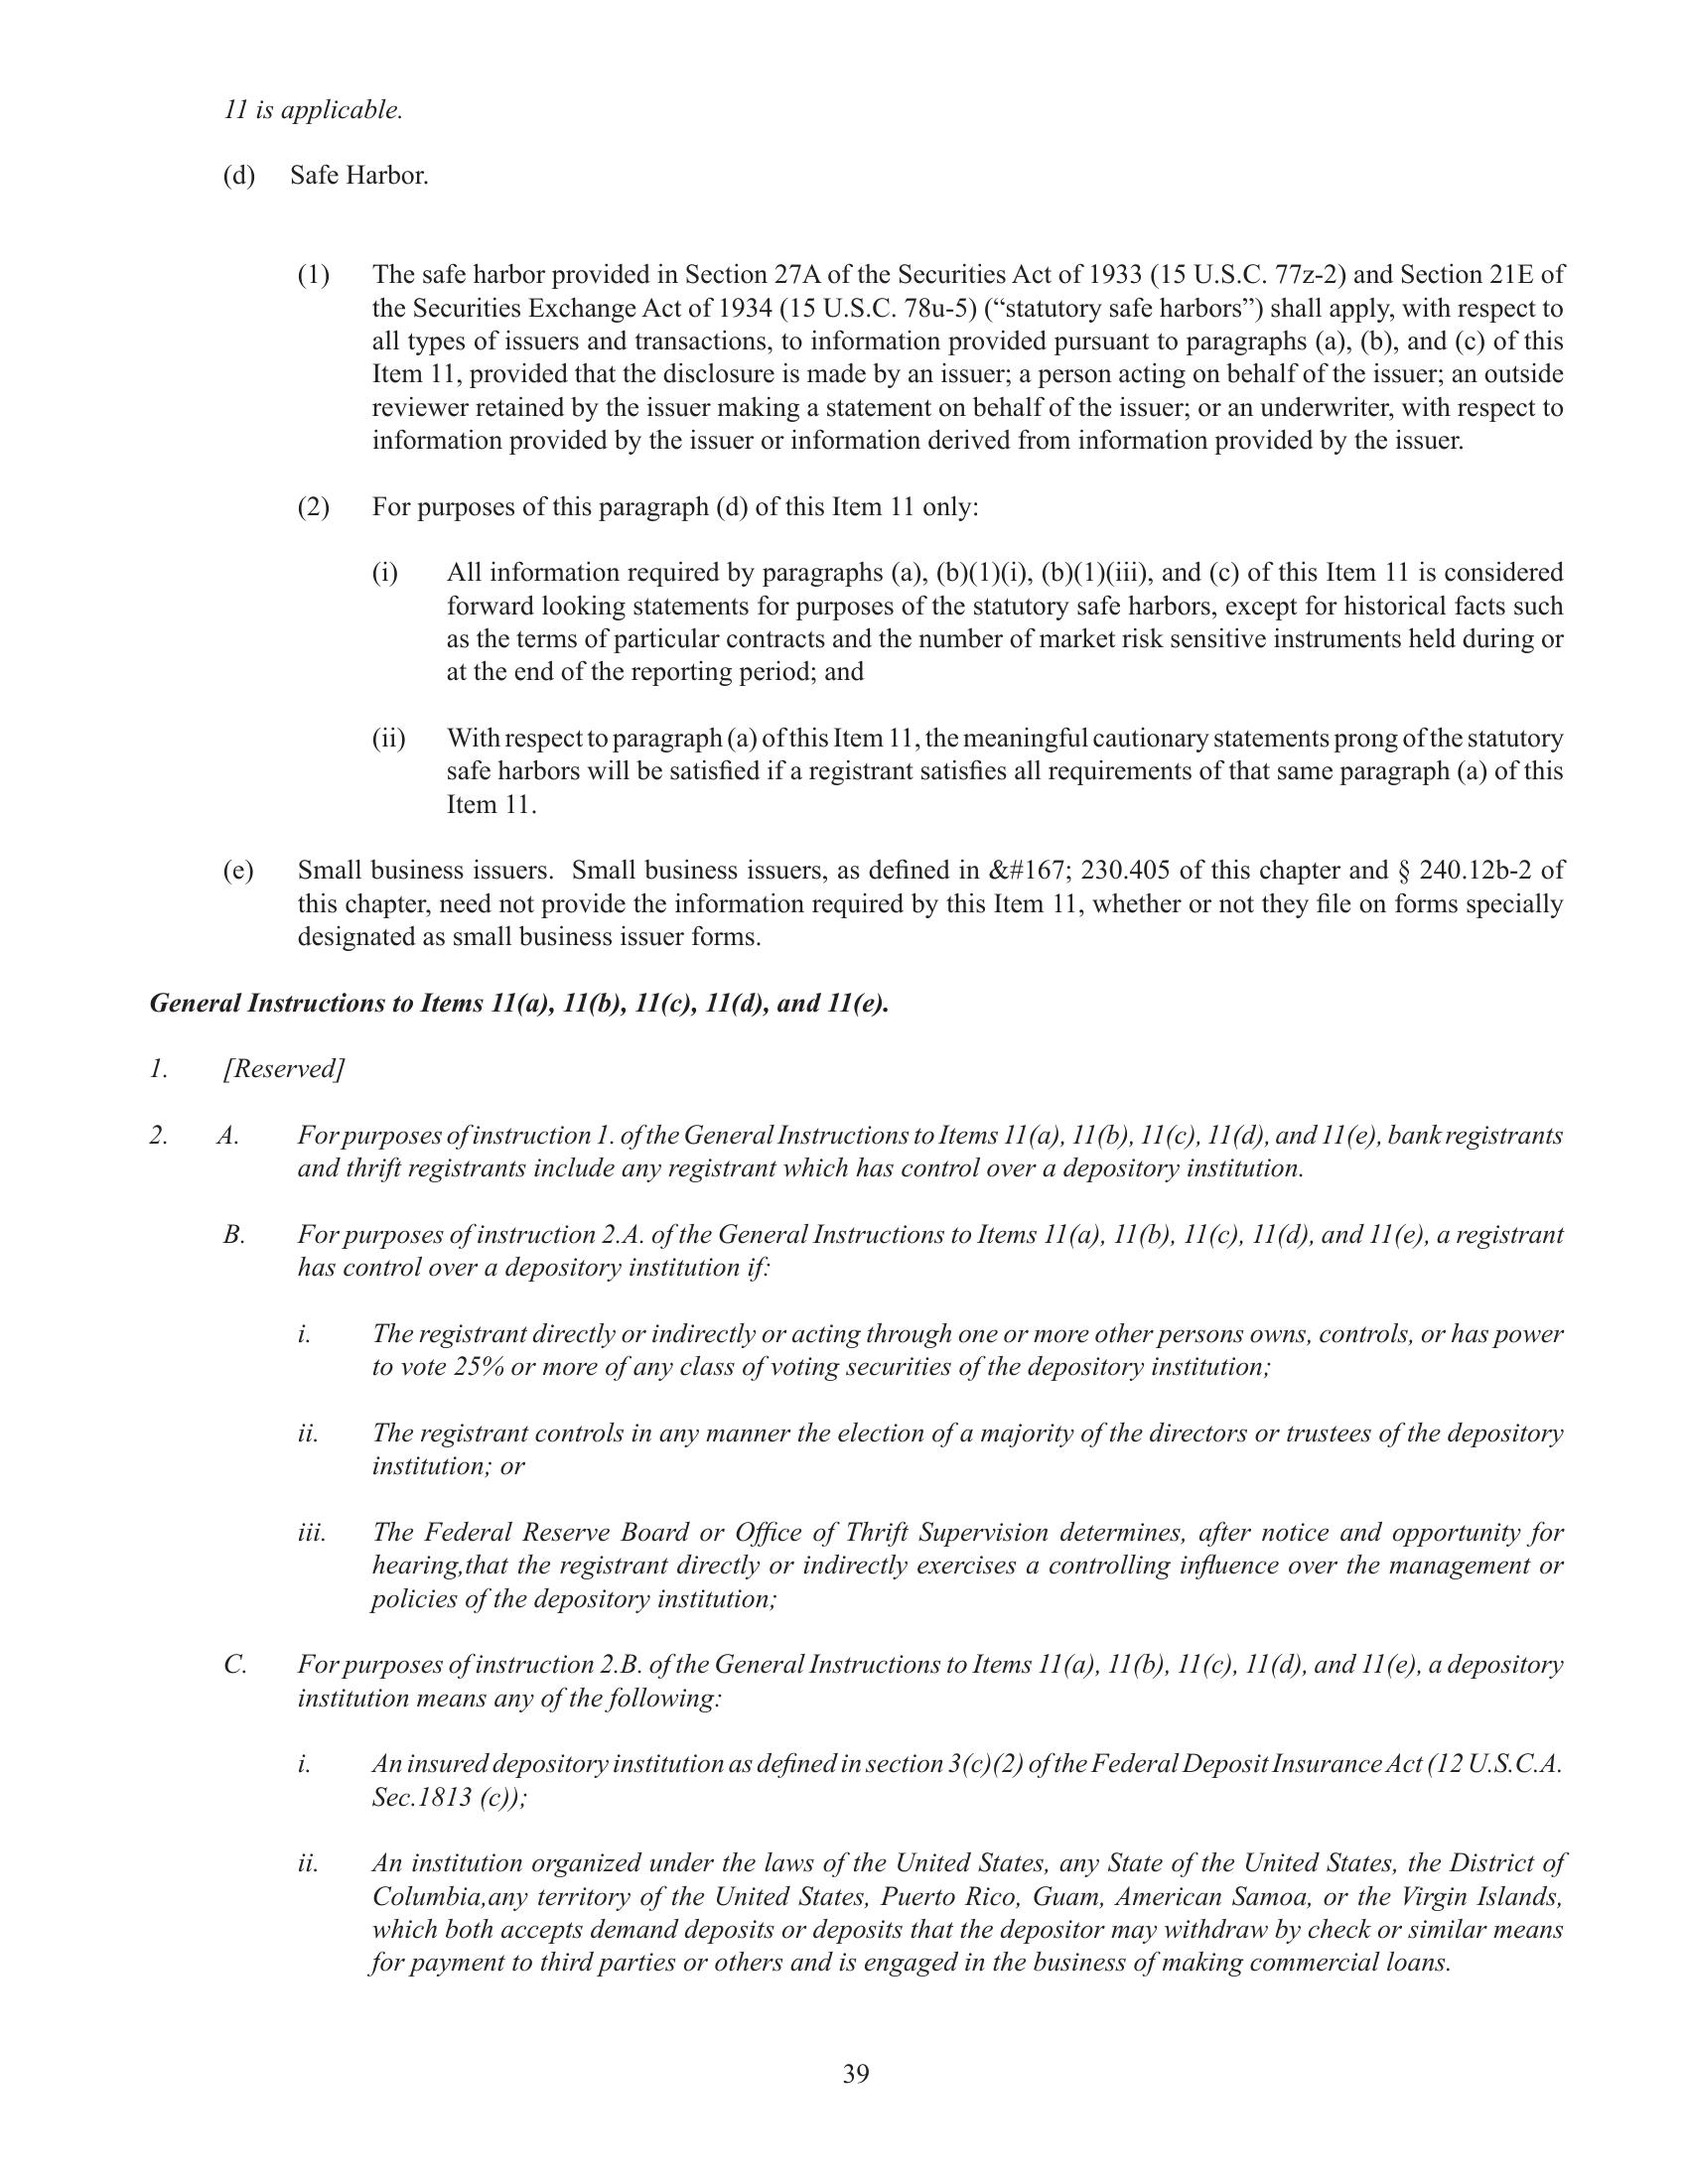 11 is applicable.
(d) Safe Harbor.
(1) The safe harbor provided in Section 27A of the Securities Act of 1933 (15 U.S.C. 77z-2) and Section 21E of
the Securities Exchange Act of 1934 (15 U.S.C. 78u-5) (“statutory safe harbors”) shall apply, with respect to
all types of issuers and transactions, to information provided pursuant to paragraphs (a), (b), and (c) of this
Item 11, provided that the disclosure is made by an issuer; a person acting on behalf of the issuer; an outside
reviewer retained by the issuer making a statement on behalf of the issuer; or an underwriter, with respect to
information provided by the issuer or information derived from information provided by the issuer.
(2) For purposes of this paragraph (d) of this Item 11 only:
(i) All information required by paragraphs (a), (b)(1)(i), (b)(1)(iii), and (c) of this Item 11 is considered
forward looking statements for purposes of the statutory safe harbors, except for historical facts such
as the terms of particular contracts and the number of market risk sensitive instruments held during or
at the end of the reporting period; and
(ii) With respect to paragraph (a) of this Item 11, the meaningful cautionary statements prong of the statutory
safe harbors will be satisfied if a registrant satisfies all requirements of that same paragraph (a) of this
Item 11.
(e) Small business issuers. Small business issuers, as defined in &#167; 230.405 of this chapter and § 240.12b-2 of
this chapter, need not provide the information required by this Item 11, whether or not they file on forms specially
designated as small business issuer forms.
General Instructions to Items 11(a), 11(b), 11(c), 11(d), and 11(e).
1. [Reserved]
2. A. For purposes of instruction 1. of the General Instructions to Items 11(a), 11(b), 11(c), 11(d), and 11(e), bank registrants
and thrift registrants include any registrant which has control over a depository institution.
B. For purposes of instruction 2.A. of the General Instructions to Items 11(a), 11(b), 11(c), 11(d), and 11(e), a registrant
has control over a depository institution if:
i. The registrant directly or indirectly or acting through one or more other persons owns, controls, or has power
to vote 25% or more of any class of voting securities of the depository institution;
ii. The registrant controls in any manner the election of a majority of the directors or trustees of the depository
institution; or
iii. The Federal Reserve Board or Office of Thrift Supervision determines, after notice and opportunity for
hearing,that the registrant directly or indirectly exercises a controlling influence over the management or
policies of the depository institution;
C. For purposes of instruction 2.B. of the General Instructions to Items 11(a), 11(b), 11(c), 11(d), and 11(e), a depository
institution means any of the following:
i. An insured depository institution as defined in section 3(c)(2) of the Federal Deposit Insurance Act (12 U.S.C.A.
Sec.1813 (c));
ii. An institution organized under the laws of the United States, any State of the United States, the District of
Columbia,any territory of the United States, Puerto Rico, Guam, American Samoa, or the Virgin Islands,
which both accepts demand deposits or deposits that the depositor may withdraw by check or similar means
for payment to third parties or others and is engaged in the business of making commercial loans.
39